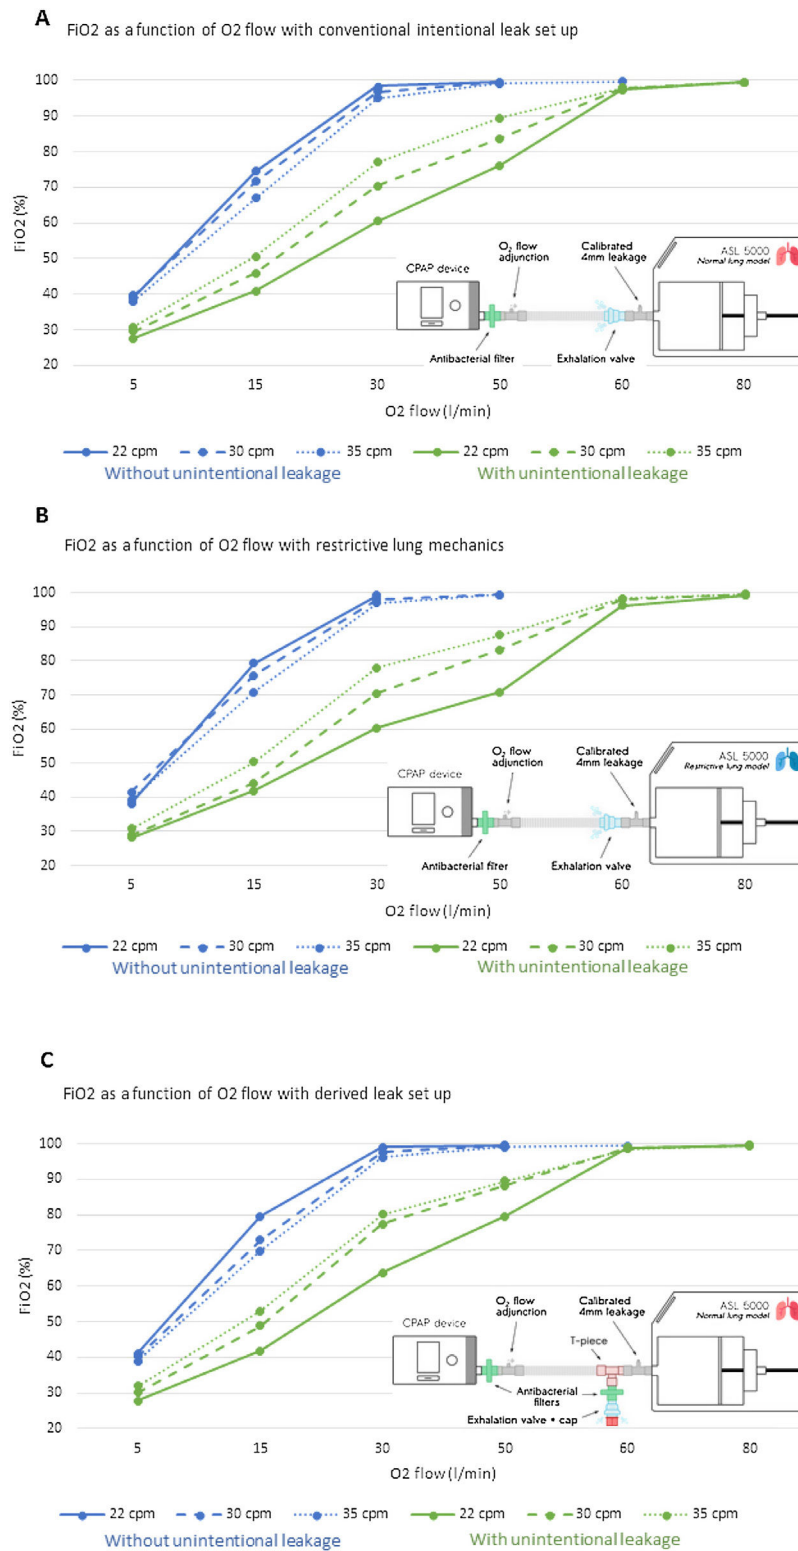 A
FiO2 as a function of O2 flow with conventional intentional leak set up
100
90
80
70
60
50
40
30
20
FiO2 (%)
5 15 30 50 60 80
O2 flow (l/min)
CPAP device
O2 flow
adjunction
Calibrated
4mm leakage
ASL 5000
Normal lung model
Antibacterial filter
Exhalation valve
22 cpm 30 cpm 35 cpm 22 cpm 30 cpm 35 cpm
Without unintentional leakage With unintentional leakage
B
FiO2 as a function of O2 flow with restrictive lung mechanics
100
90
80
70
60
50
40
30
20
FiO2 (%)
5 15 30 50 60 80
O2 flow (l/min)
CPAP device
O2 flow
adjunction
Calibrated
4mm leakage
ASL 5000
Restrictive lung model
Antibacterial filter
Exhalation valve
22 cpm 30 cpm 35 cpm 22 cpm 30 cpm 35 cpm
Without unintentional leakage With unintentional leakage
C
FiO2 as a function of O2 flow with derived leak set up
100
90
80
70
60
50
40
30
20
FiO2 (%)
5 15 30 50 60 80
O2 flow (l/min)
CPAP device
O2 flow
adjunction
Calibrated
4mm leakage
T-piece
ASL 5000
Normal lung model
Antibacterial
filters
Exhalation valve + cap
22 cpm 30 cpm 35 cpm 22 cpm 30 cpm 35 cpm
Without unintentional leakage With unintentional leakage